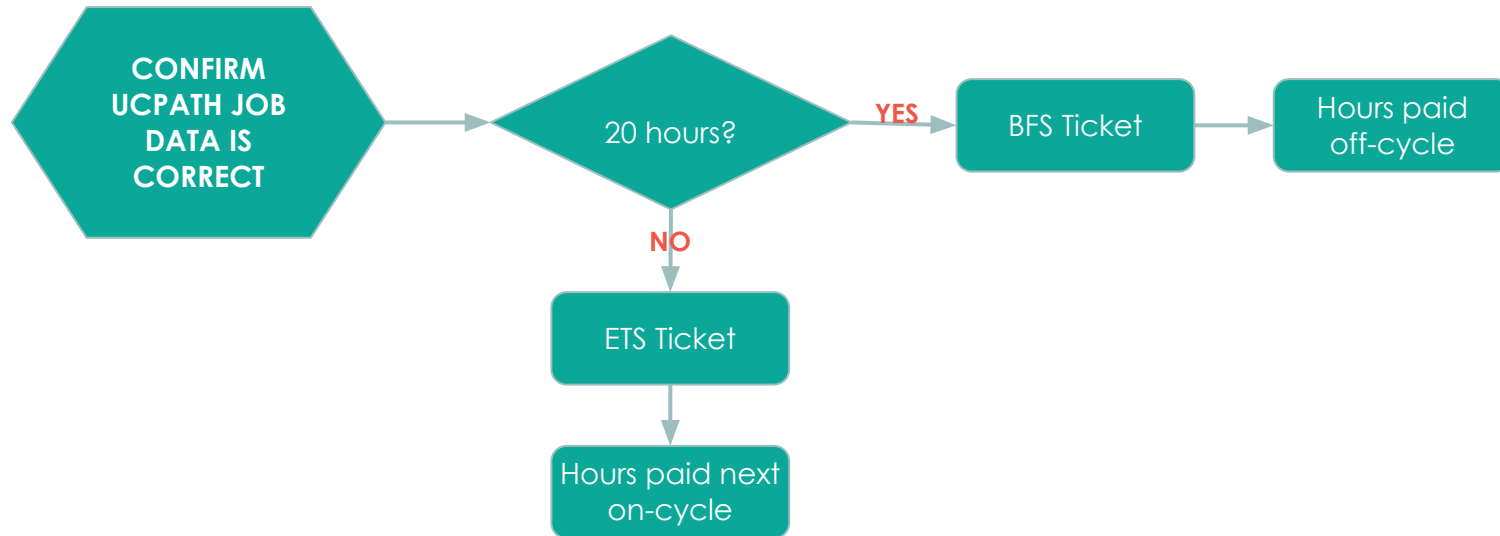 CONFIRM
UCPATH JOB
DATA IS
CORRECT
20 hours?
YES
BFS Ticket
Hours paid
off-cycle
NO
ETS Ticket
Hours paid next
on-cycle